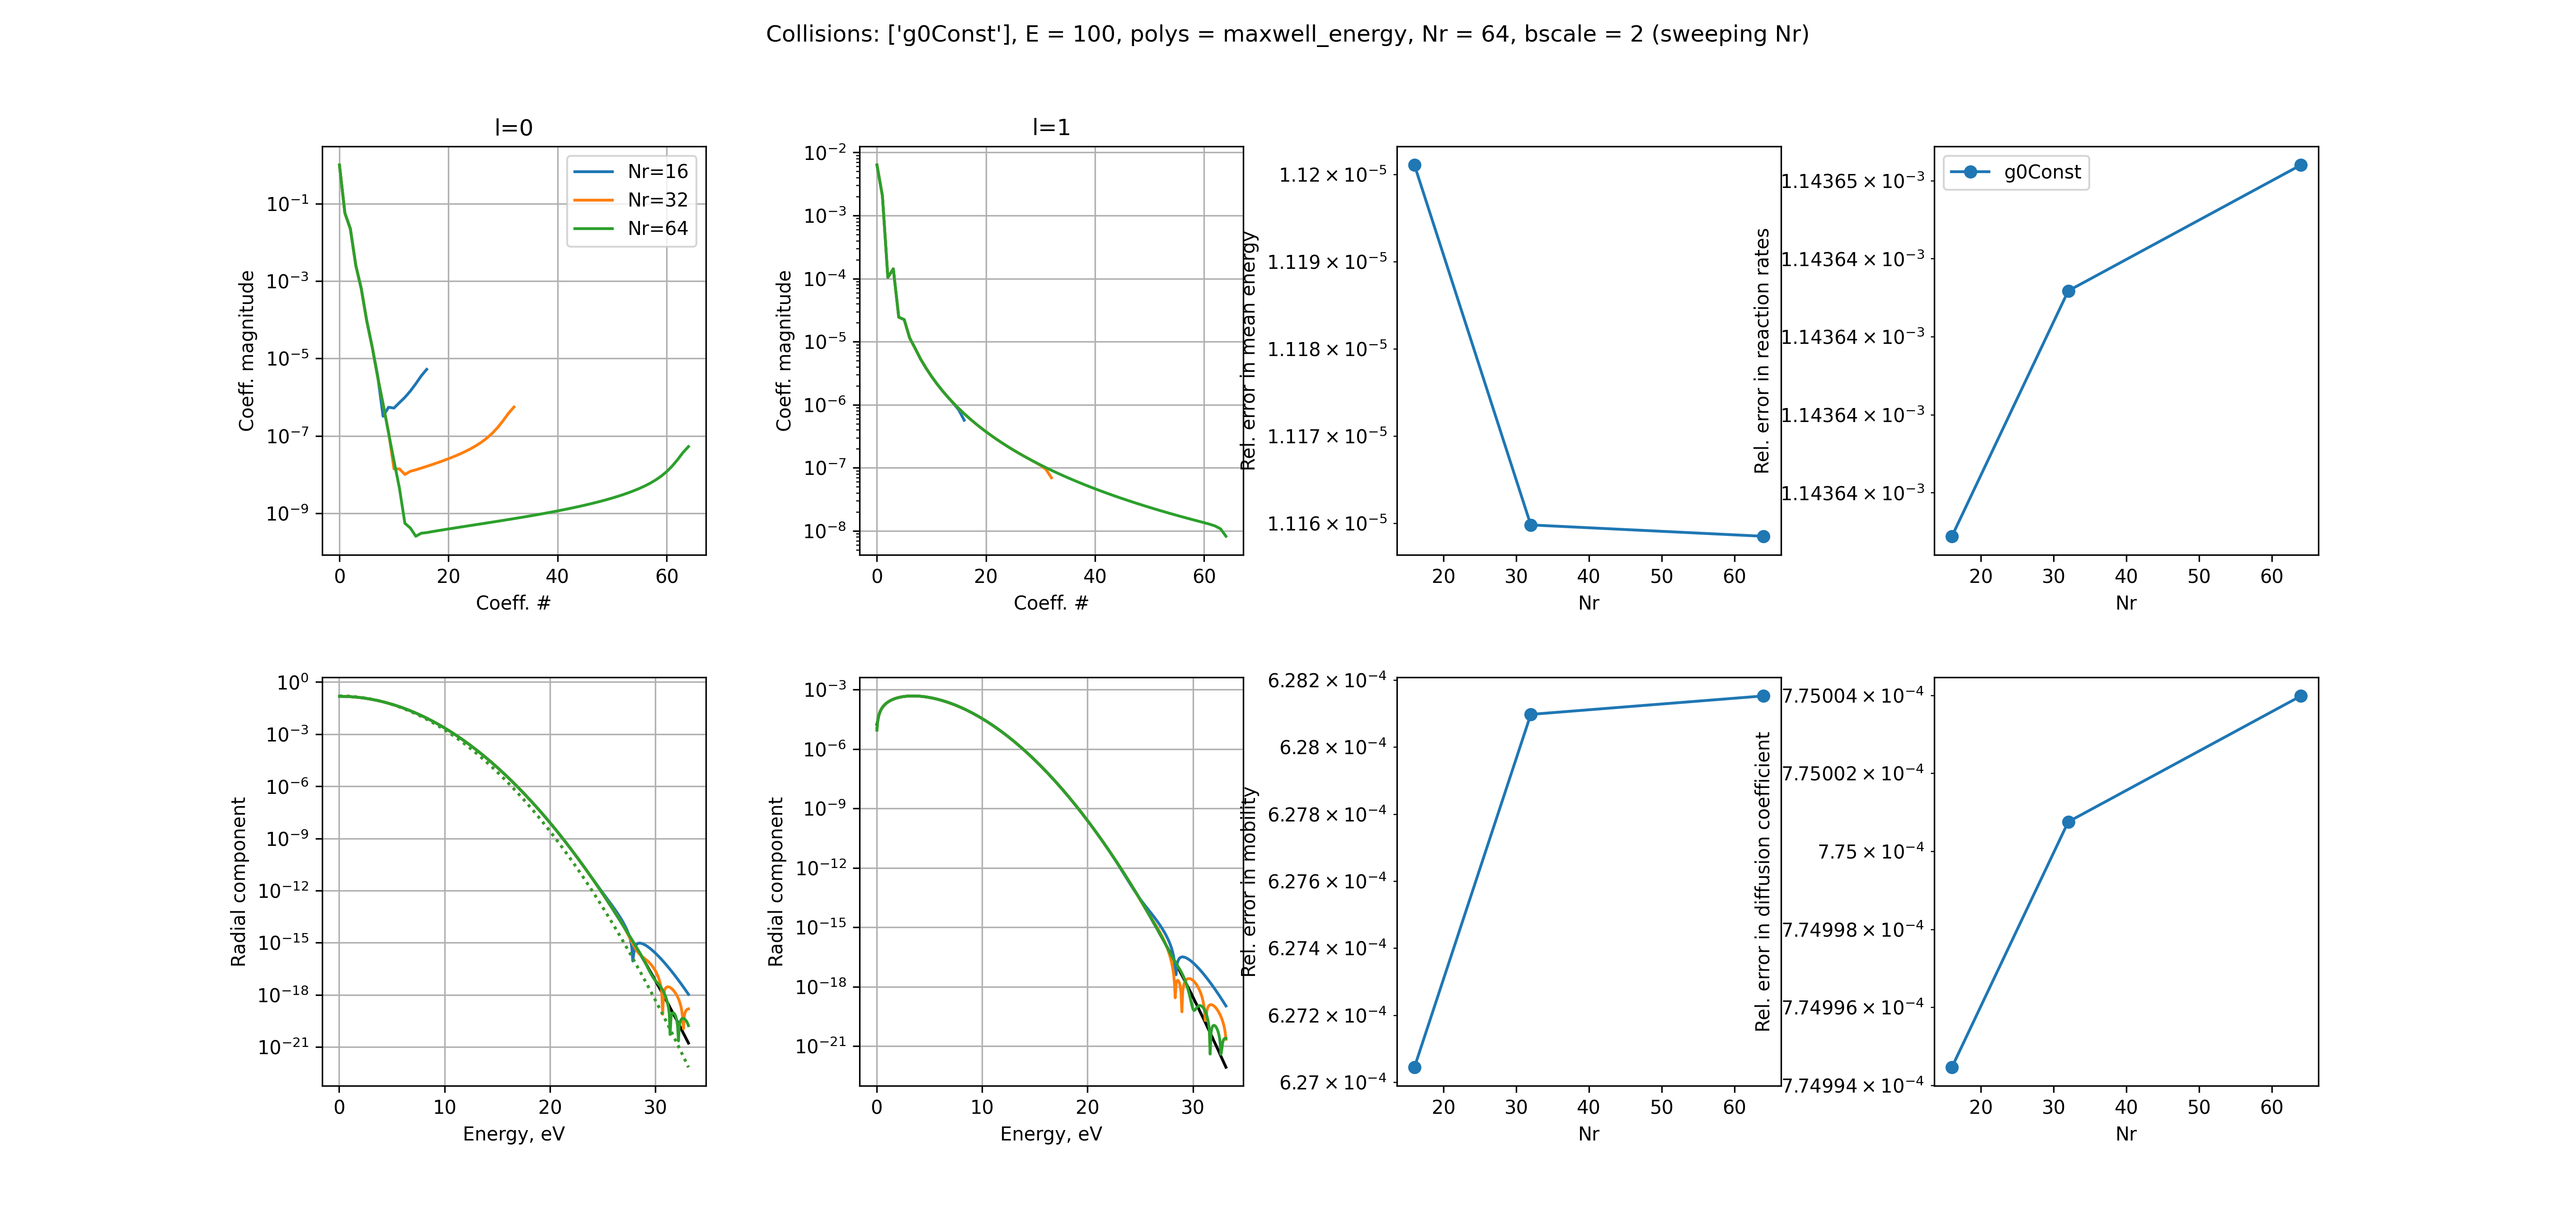 Collisions: ['g0Const'], E = 100, polys = maxwell_energy, Nr = 64, bscale = 2 (sweeping Nr)
l=0
Coeff. magnitude
10⁻¹
10⁻³
10⁻⁵
10⁻⁷
10⁻⁹
Nr=16
Nr=32
Nr=64
0 20 40 60
Coeff. #
l=1
Coeff. magnitude
10⁻²
10⁻³
10⁻⁴
10⁻⁵
10⁻⁶
10⁻⁷
10⁻⁸
0 20 40 60
Coeff. #
Rel. error in mean energy
1.12 × 10⁻⁵
1.119 × 10⁻⁵
1.118 × 10⁻⁵
1.117 × 10⁻⁵
1.116 × 10⁻⁵
20 30 40 50 60
Nr
Rel. error in reaction rates
1.14365 × 10⁻³
1.14364 × 10⁻³
1.14364 × 10⁻³
1.14364 × 10⁻³
1.14364 × 10⁻³
g0Const
20 30 40 50 60
Nr
Radial component
10⁰
10⁻³
10⁻⁶
10⁻⁹
10⁻¹²
10⁻¹⁵
10⁻¹⁸
10⁻²¹
0 10 20 30
Energy, eV
Radial component
10⁻³
10⁻⁶
10⁻⁹
10⁻¹²
10⁻¹⁵
10⁻¹⁸
10⁻²¹
0 10 20 30
Energy, eV
Rel. error in mobility
6.282 × 10⁻⁴
6.28 × 10⁻⁴
6.278 × 10⁻⁴
6.276 × 10⁻⁴
6.274 × 10⁻⁴
6.272 × 10⁻⁴
6.27 × 10⁻⁴
20 30 40 50 60
Nr
Rel. error in diffusion coefficient
7.75004 × 10⁻⁴
7.75002 × 10⁻⁴
7.75 × 10⁻⁴
7.74998 × 10⁻⁴
7.74996 × 10⁻⁴
7.74994 × 10⁻⁴
20 30 40 50 60
Nr